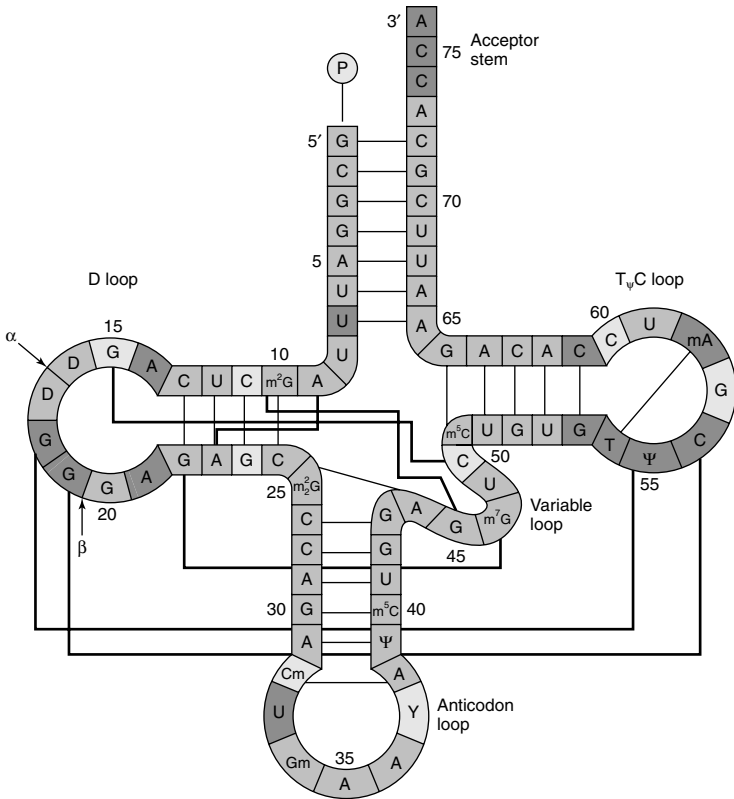 3′ A
Acceptor
C 75
stem
P
C
A
5′ G C
C G
G C 70
G U
5 A U
D loop
TψC loop
U A
60
α
15
U A 65
C U mA
D D G A
10
U
G A C A C
C U C m²G A
G
D
G
G A G A
20
G A G C
25
m⁵C U G U G T Ψ C
50
55
C
U
m⁷G
Variable
loop
β
m²₂G
G A G
45
C
G
C
U
A
30 G
m⁵C 40
A
Ψ
Cm
A
U
Y
Anticodon
loop
Gm
35
A
A